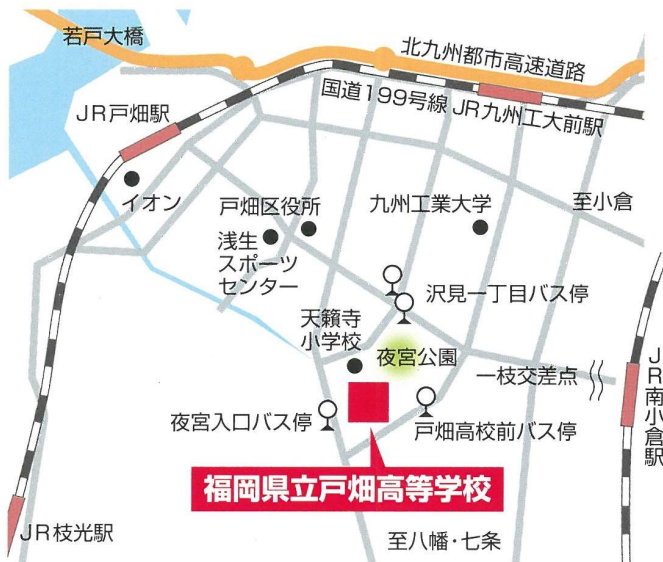 若戸大橋
北九州都市高速道路
国道199号線
JR九州工大前駅
JR戸畑駅
イオン
戸畑区役所
九州工業大学
至小倉
浅生
スポーツ
センター
沢見一丁目バス停
天籟寺
小学校
夜宮公園
一枝交差点
JR南小倉駅
夜宮入口バス停
戸畑高校前バス停
福岡県立戸畑高等学校
JR枝光駅
至八幡・七条